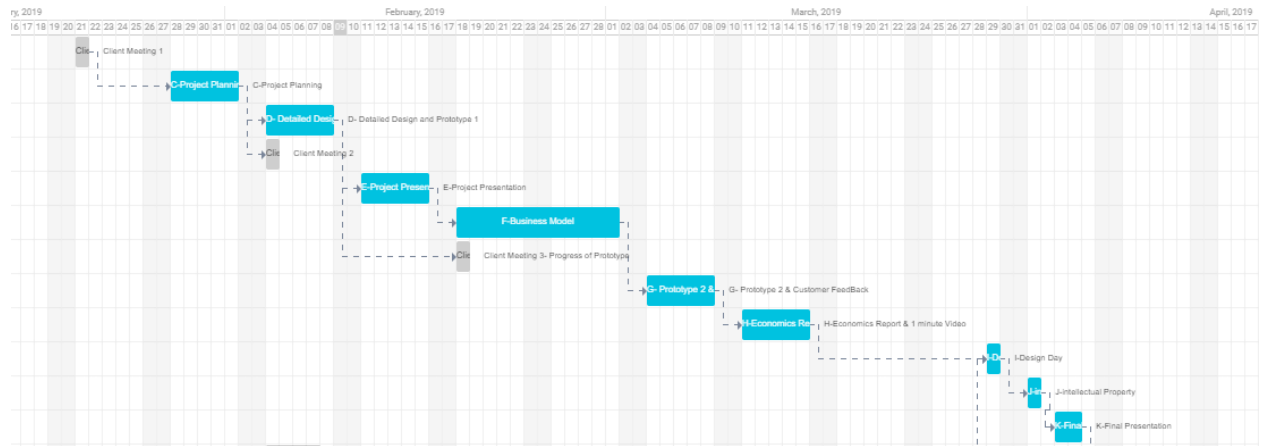 ry, 2019 February, 2019 March, 2019 April, 2019
16 17 18 19 20 21 22 23 24 25 26 27 28 29 30 31 01 02 03 04 05 06 07 08 09 10 11 12 13 14 15 16 17 18 19 20 21 22 23 24 25 26 27 28 01 02 03 04 05 06 07 08 09 10 11 12 13 14 15 16 17 18 19 20 21 22 23 24 25 26 27 28 29 30 31 01 02 03 04 05 06 07 08 09 10 11 12 13 14 15 16 17
Clie Client Meeting 1
C-Project Plannin C-Project Planning
D- Detailed Desig D- Detailed Design and Prototype 1
Clie Client Meeting 2
E-Project Presen E-Project Presentation
F-Business Model
Clie Client Meeting 3- Progress of Prototype
G- Prototype 2 & G- Prototype 2 & Customer FeedBack
H-Economics Re H-Economics Report & 1 minute Video
I-De I-Design Day
J-In J-Intellectual Property
K-Fina K-Final Presentation